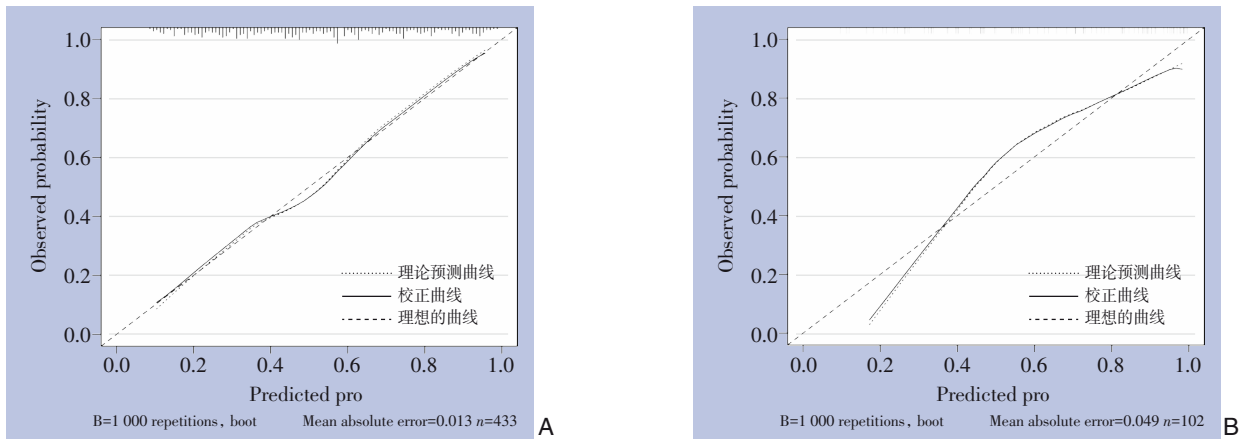 1.0
0.8
0.6
0.4
0.2
0.0
Observed probability
理论预测曲线
校正曲线
理想的曲线
0.0 0.2 0.4 0.6 0.8 1.0
Predicted pro
B=1 000 repetitions, boot Mean absolute error=0.013 n=433
A
1.0
0.8
0.6
0.4
0.2
0.0
Observed probability
理论预测曲线
校正曲线
理想的曲线
0.0 0.2 0.4 0.6 0.8 1.0
Predicted pro
B=1 000 repetitions, boot Mean absolute error=0.049 n=102
B